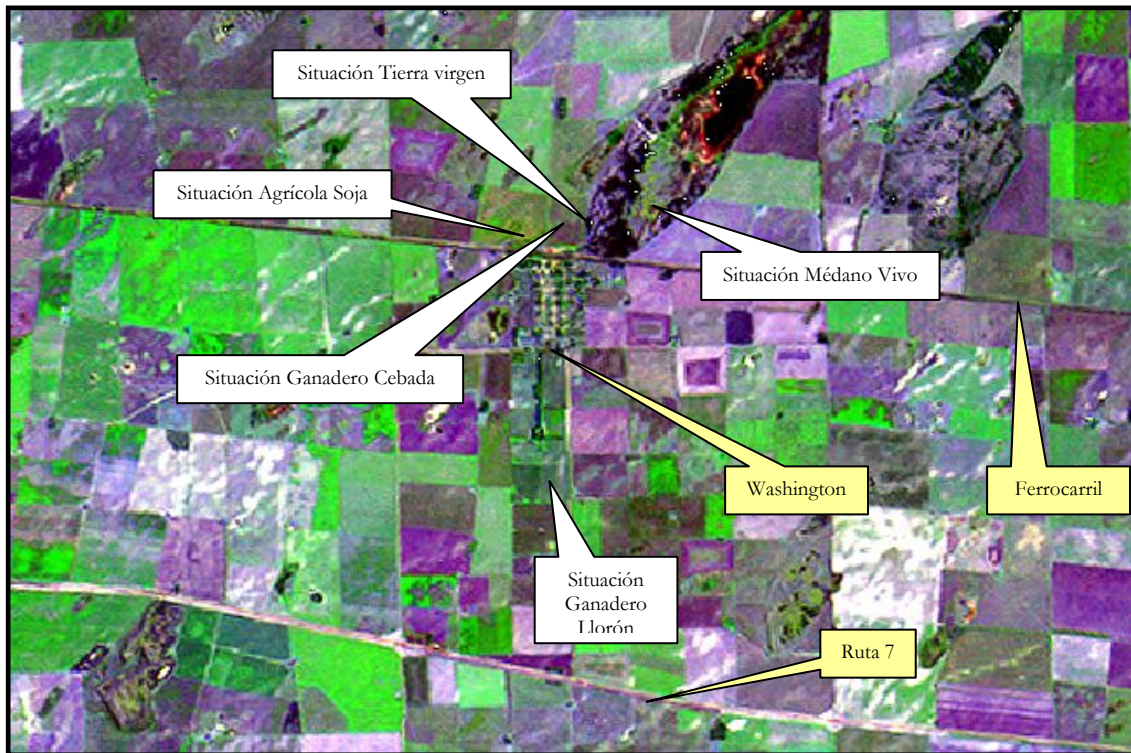 Situación Tierra virgen
Situación Agrícola Soja
Situación Médano Vivo
Situación Ganadero Cebada
Washington
Ferrocarril
Situación
Ganadero
Llorón
Ruta 7